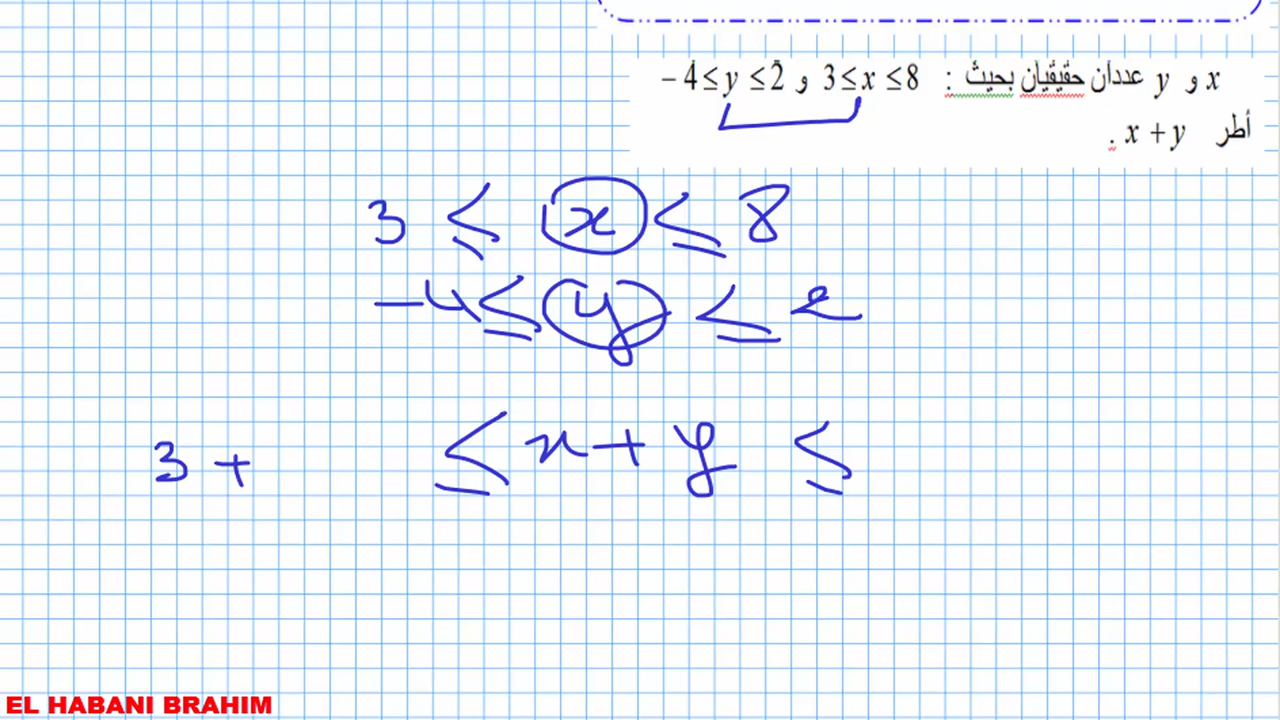 x و y عددان حقيقيان بحيث : 3 ≤ x ≤ 8 و - 4 ≤ y ≤ 2
أطر x + y .
3 ≤ x ≤ 8
-4 ≤ y ≤ 2
3 + ≤ x + y ≤
EL HABANI BRAHIM